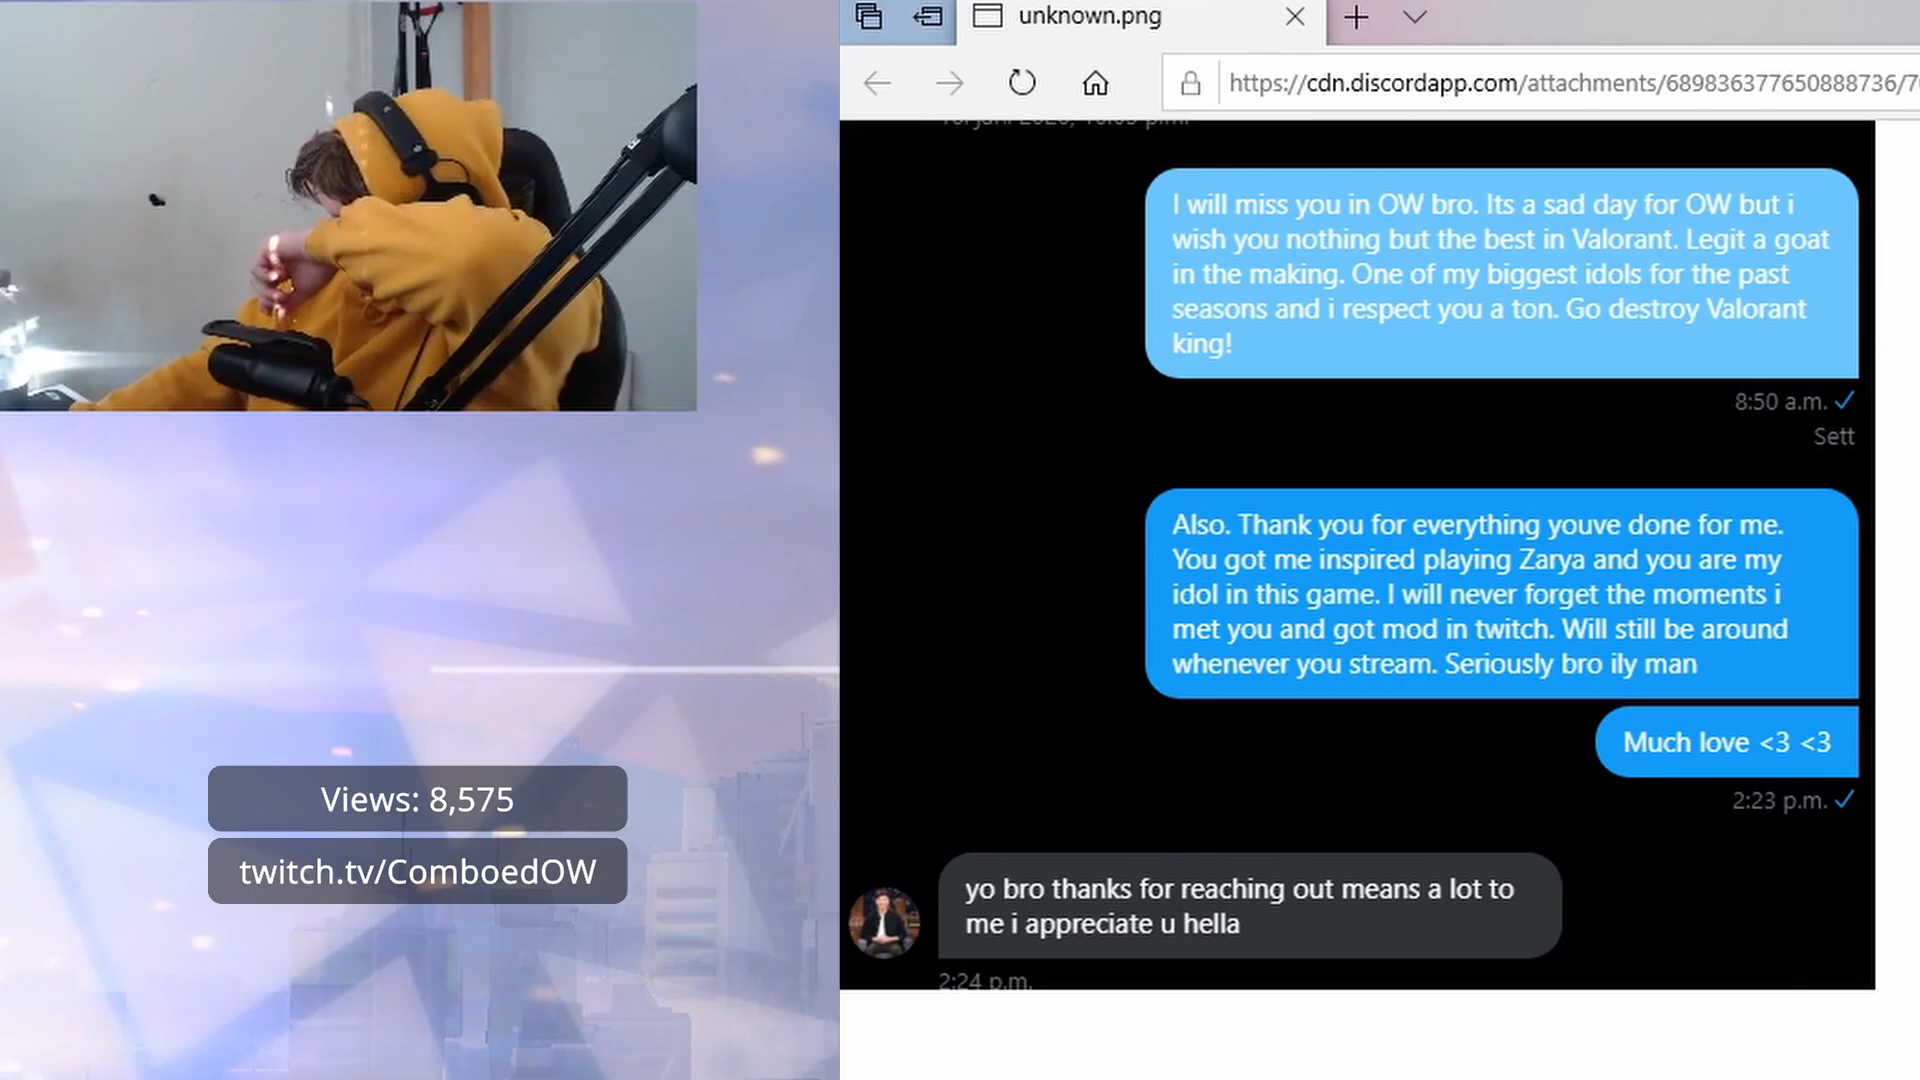 unknown.png
https://cdn.discordapp.com/attachments/689836377650888736/7
I will miss you in OW bro. Its a sad day for OW but i
wish you nothing but the best in Valorant. Legit a goat
in the making. One of my biggest idols for the past
seasons and i respect you a ton. Go destroy Valorant
king!
8:50 a.m.
Sett
Also. Thank you for everything youve done for me.
You got me inspired playing Zarya and you are my
idol in this game. I will never forget the moments i
met you and got mod in twitch. Will still be around
whenever you stream. Seriously bro ily man
Much love <3 <3
2:23 p.m.
yo bro thanks for reaching out means a lot to
me i appreciate u hella
2:24 p.m.
Views: 8,575
twitch.tv/ComboedOW